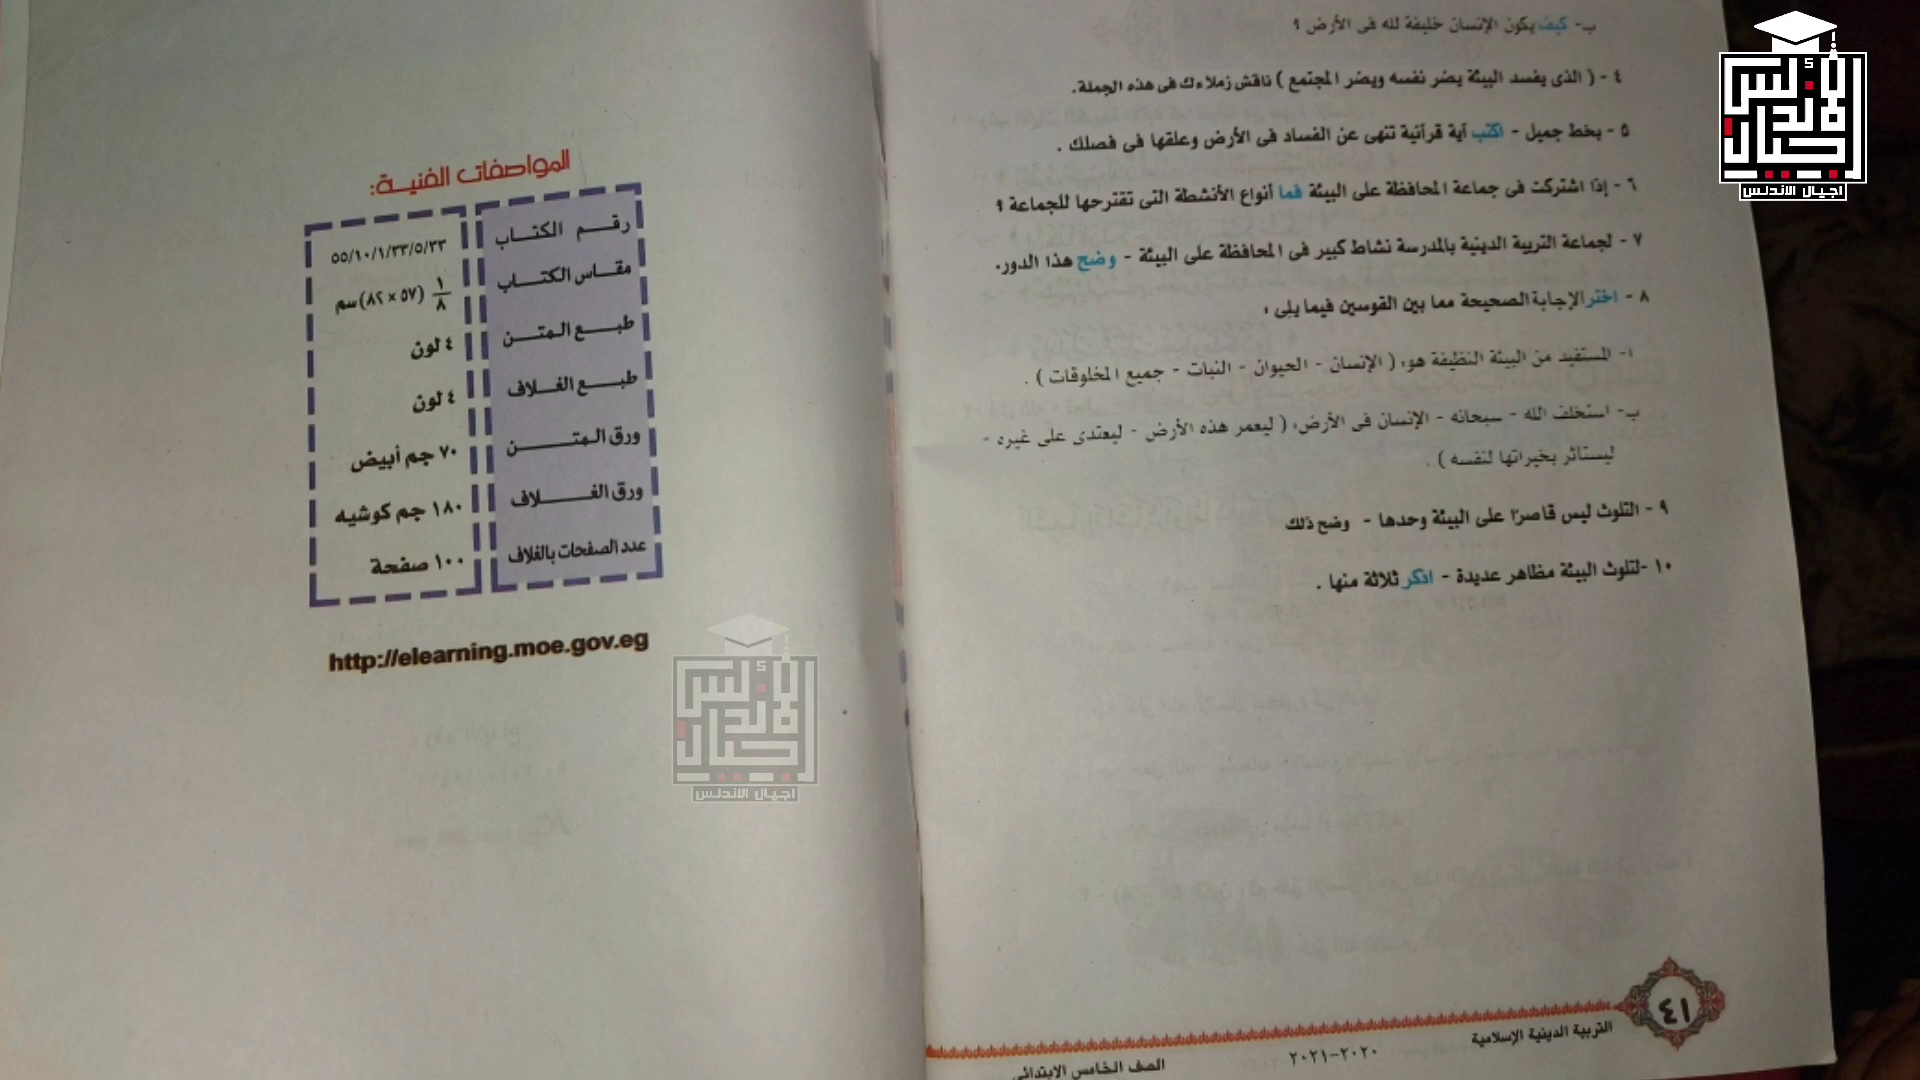 ب- كيف يكون الإنسان خليفة لله فى الأرض ؟
٤ - ( الذى يفسد البيئة يضر نفسه ويضر المجتمع ) ناقش زملاءك فى هذه الجملة.
٥ - بخط جميل - اكتب آية قرآنية تنهى عن الفساد فى الأرض وعلقها فى فصلك .
٦ - إذا اشتركت فى جماعة المحافظة على البيئة فما أنواع الأنشطة التى تقترحها للجماعة ؟
٧ - لجماعة التربية الدينية بالمدرسة نشاط كبير فى المحافظة على البيئة - وضح هذا الدور.
٨ - اختر الإجابة الصحيحة مما بين القوسين فيما يلى :
ا- المستفيد من البيئة النظيفة هو: ( الإنسان - الحيوان - النبات - جميع المخلوقات ) .
ب- استخلف الله - سبحانه - الإنسان فى الأرض: ( ليعمر هذه الأرض - ليعتدى على غيره -
ليستأثر بخيراتها لنفسه ) .
٩ - التلوث ليس قاصرًا على البيئة وحدها - وضح ذلك
١٠ -لتلوث البيئة مظاهر عديدة - اذكر ثلاثة منها .
٤١
التربية الدينية الإسلامية
٢٠٢٠-٢٠٢١
الصف الخامس الابتدائى
المواصفات الفنية:
رقم الكتاب ٥٥/١٠/١/٣٣/٥/٣٣
مقاس الكتاب ١/٨ (٥٧ × ٨٢) سم
طبع المتن ٤ لون
طبع الغلاف ٤ لون
ورق المتن ٧٠ جم أبيض
ورق الغلاف ١٨٠ جم كوشيه
عدد الصفحات بالغلاف ١٠٠ صفحة
http://elearning.moe.gov.eg
أجيال الأندلس
اجيال الاندلس
أجيال الأندلس
اجيال الاندلس